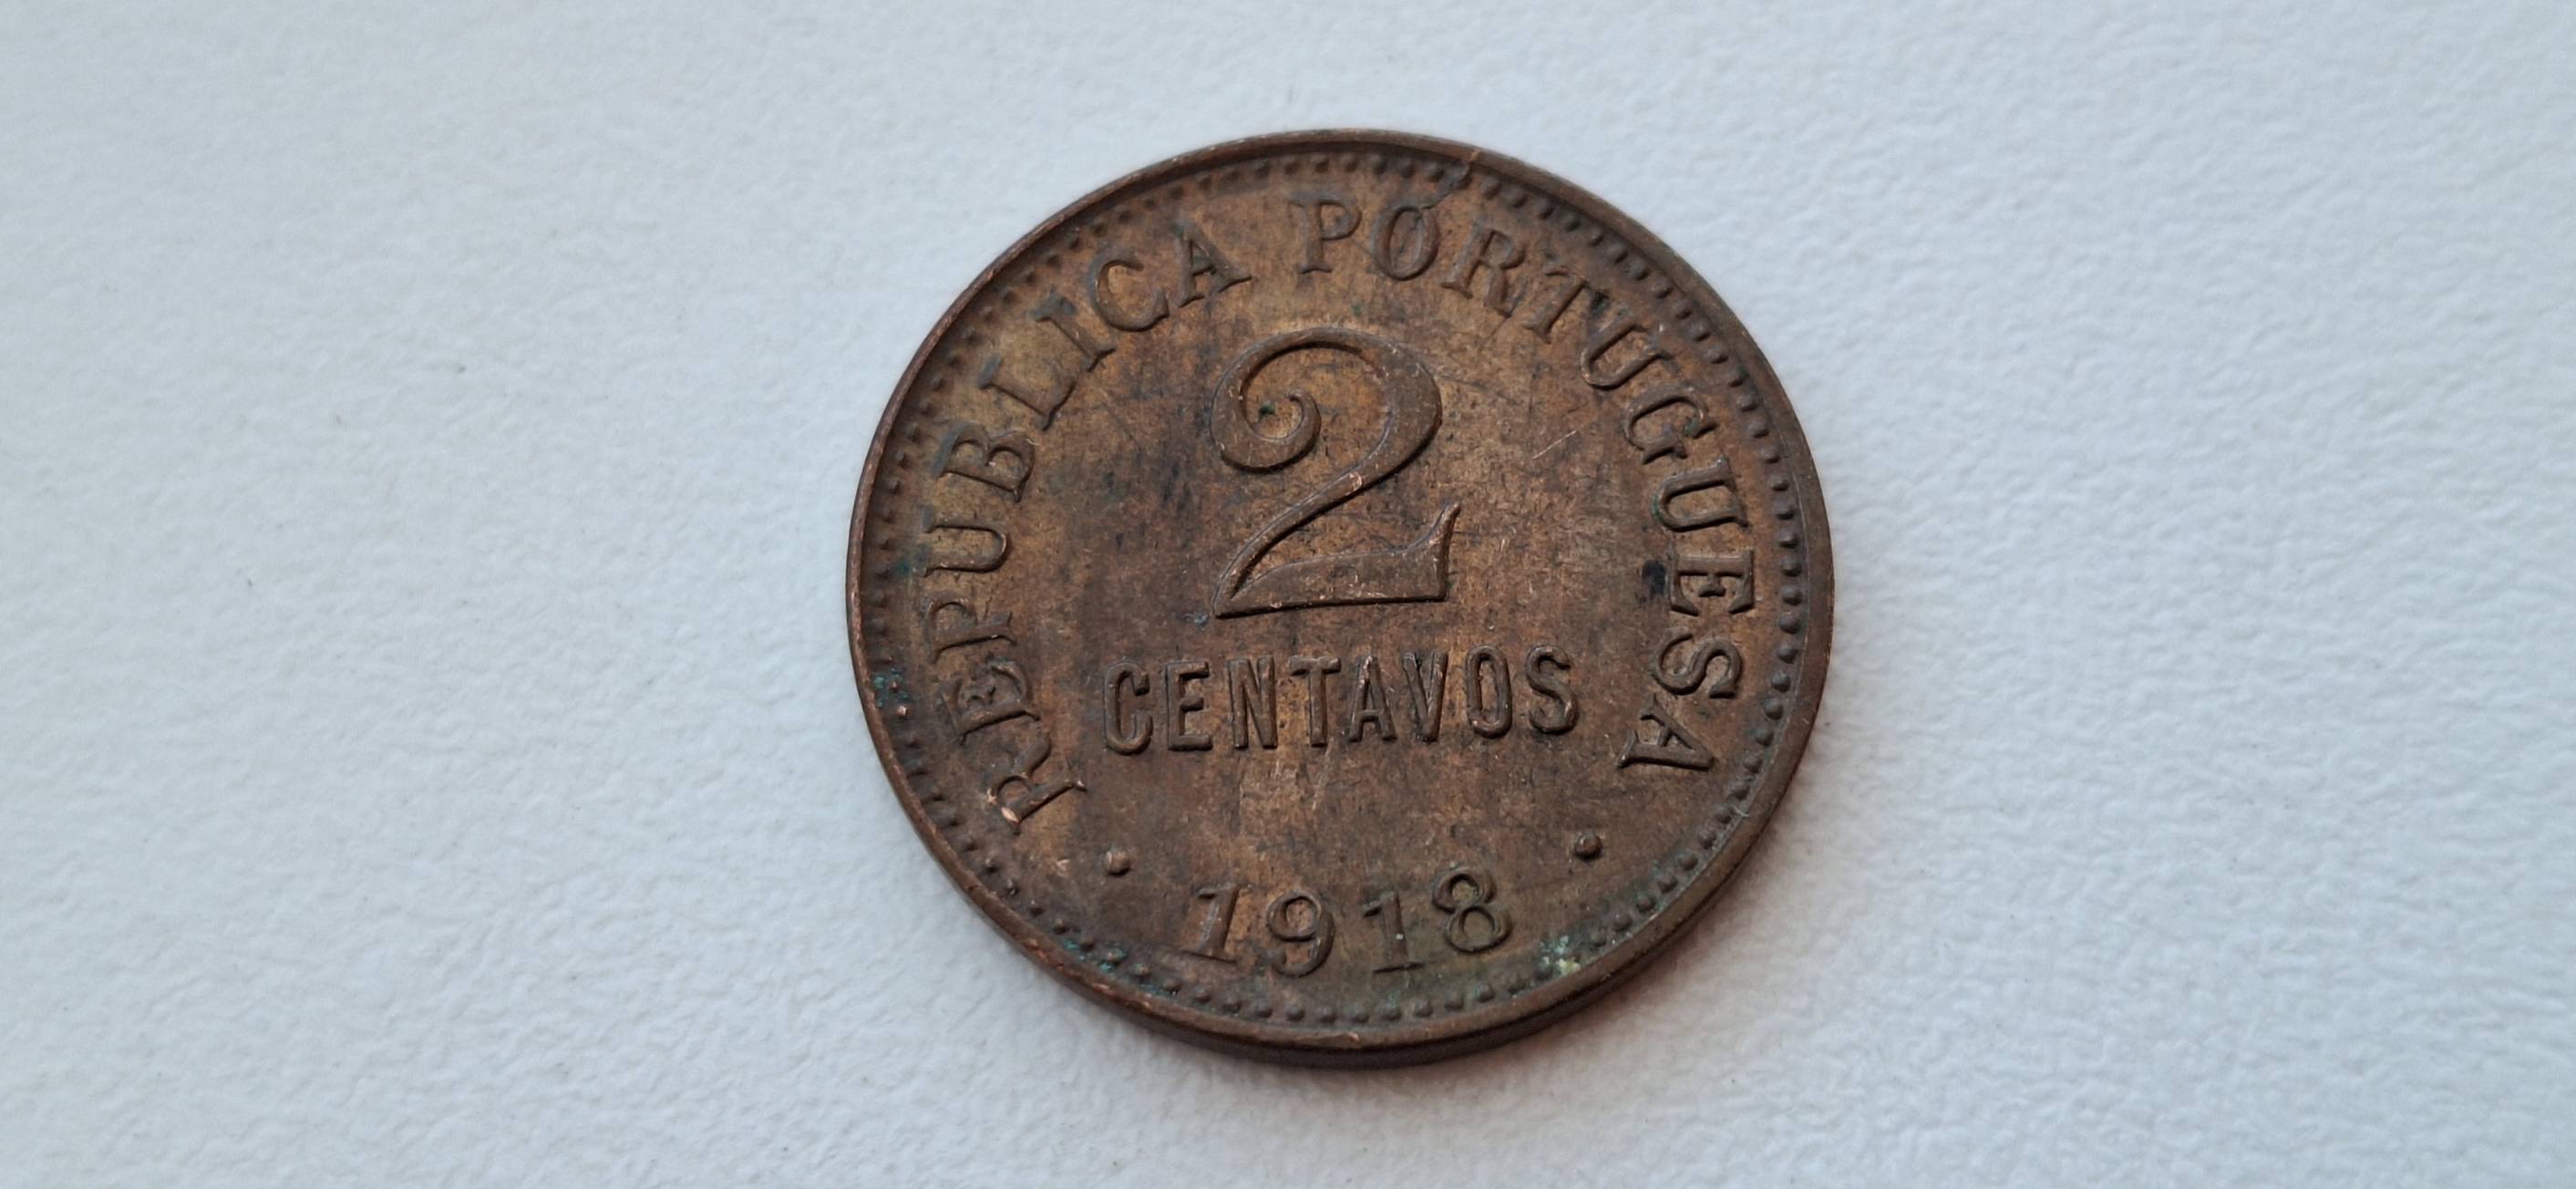 REPUBLICA PORTUGUESA
2
CENTAVOS
• 1918 •